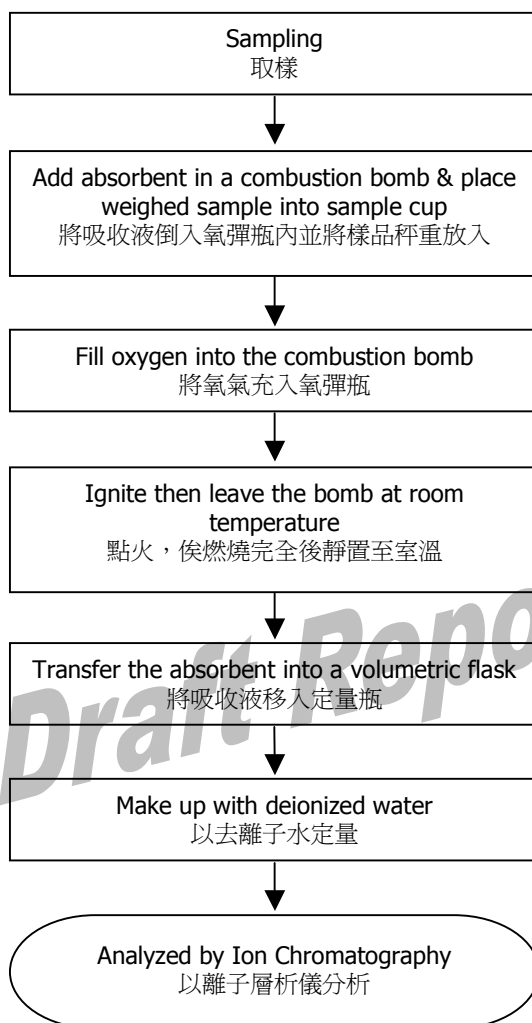 Sampling
取樣
Add absorbent in a combustion bomb & place
weighed sample into sample cup
將吸收液倒入氧彈瓶內並將樣品秤重放入
Fill oxygen into the combustion bomb
將氧氣充入氧彈瓶
Ignite then leave the bomb at room
temperature
點火，俟燃燒完全後靜置至室溫
Transfer the absorbent into a volumetric flask
將吸收液移入定量瓶
Draft Repo
Make up with deionized water
以去離子水定量
Analyzed by Ion Chromatography
以離子層析儀分析